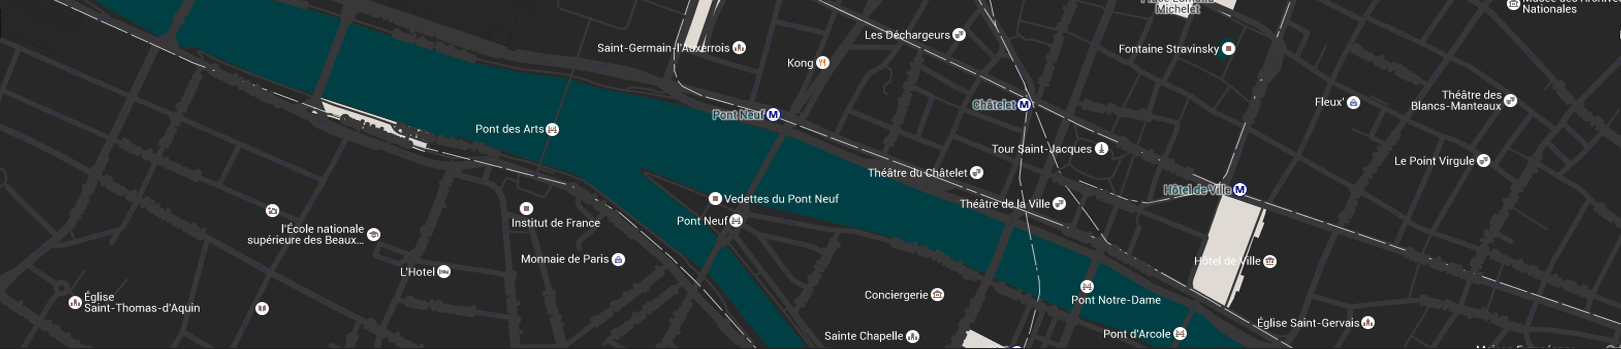 Michelet
Nationales
Les Déchargeurs
Saint-Germain-l'Auxerrois
Fontaine Stravinsky
Kong
Fleux'
Théâtre des
Blancs-Manteaux
Châtelet
Pont Neuf
Pont des Arts
Tour Saint-Jacques
Le Point Virgule
Théâtre du Châtelet
Hôtel de Ville
Vedettes du Pont Neuf
Théâtre de la Ville
Pont Neuf
Institut de France
l'École nationale
supérieure des Beaux...
Monnaie de Paris
Hôtel de Ville
L'Hotel
Conciergerie
Pont Notre-Dame
Église
Saint-Thomas-d'Aquin
Église Saint-Gervais
Pont d'Arcole
Sainte Chapelle